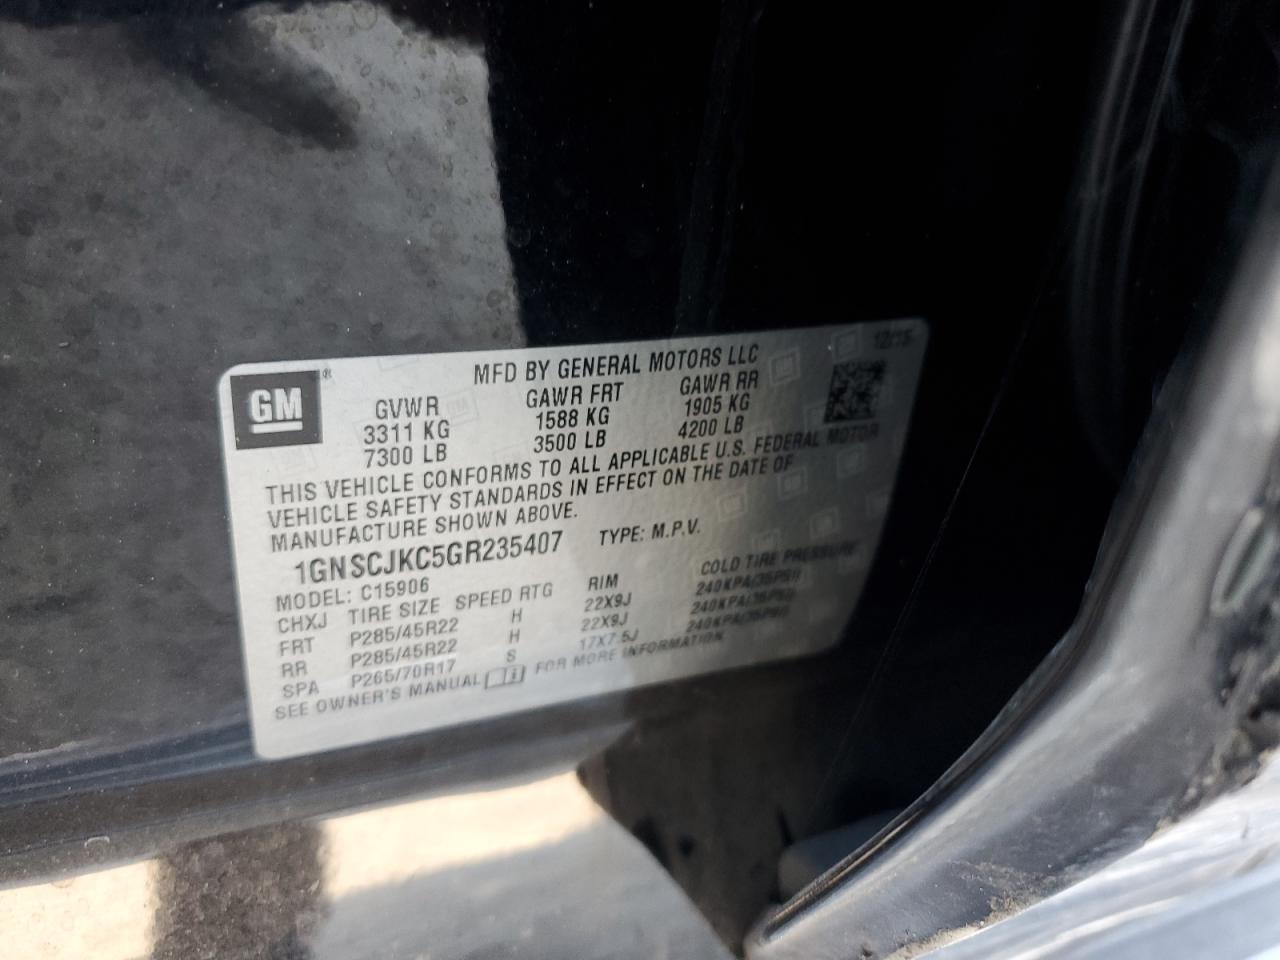 GM ®
MFD BY GENERAL MOTORS LLC 12/15
GVWR GAWR FRT GAWR RR
3311 KG 1588 KG 1905 KG
7300 LB 3500 LB 4200 LB
THIS VEHICLE CONFORMS TO ALL APPLICABLE U.S. FEDERAL MOTOR
VEHICLE SAFETY STANDARDS IN EFFECT ON THE DATE OF
MANUFACTURE SHOWN ABOVE.
1GNSCJKC5GR235407 TYPE: M.P.V.
MODEL: C15906
CHXJ TIRE SIZE SPEED RTG RIM COLD TIRE PRESSURE
FRT P285/45R22 H 22X9J 240KPA(35PSI)
RR P285/45R22 H 22X9J 240KPA(35PSI)
SPA P265/70R17 S 17X7.5J 240KPA(35PSI)
SEE OWNER'S MANUAL FOR MORE INFORMATION